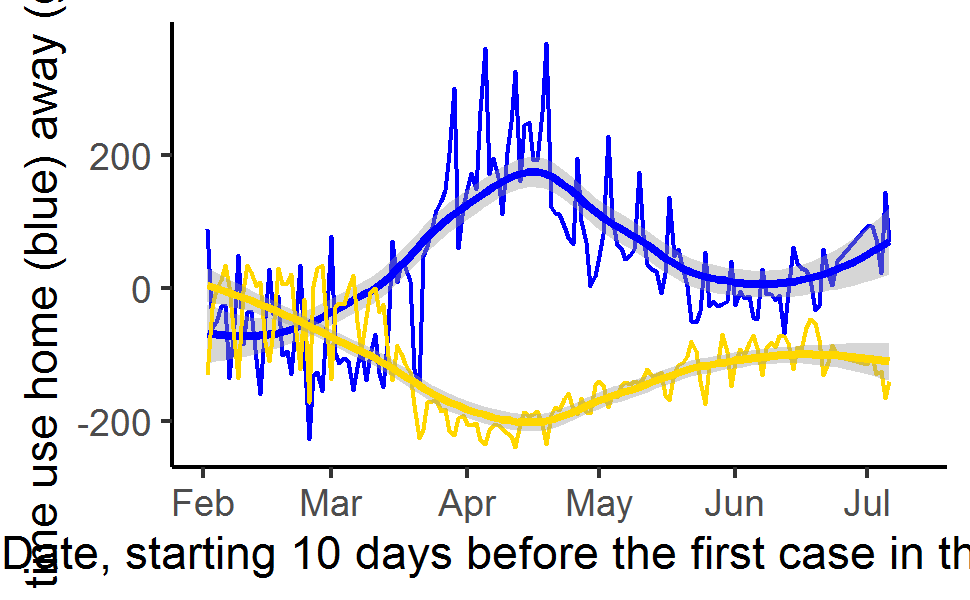 time use home (blue) away (
200
0
-200
Feb Mar Apr May Jun Jul
Date, starting 10 days before the first case in th